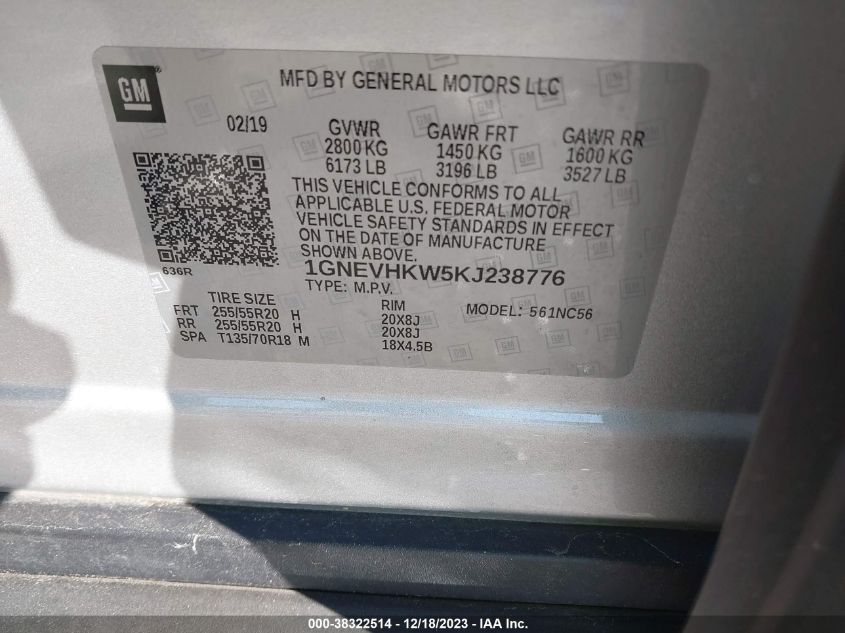 GM
MFD BY GENERAL MOTORS LLC
02/19 GVWR GAWR FRT GAWR RR
2800 KG 1450 KG 1600 KG
6173 LB 3196 LB 3527 LB
THIS VEHICLE CONFORMS TO ALL
APPLICABLE U.S. FEDERAL MOTOR
VEHICLE SAFETY STANDARDS IN EFFECT
ON THE DATE OF MANUFACTURE
SHOWN ABOVE.
636R
1GNEVHKW5KJ238776
TYPE: M.P.V.
TIRE SIZE RIM MODEL: 561NC56
FRT 255/55R20 H 20X8J
RR 255/55R20 H 20X8J
SPA T135/70R18 M 18X4.5B
000-38322514 - 12/18/2023 - IAA Inc.